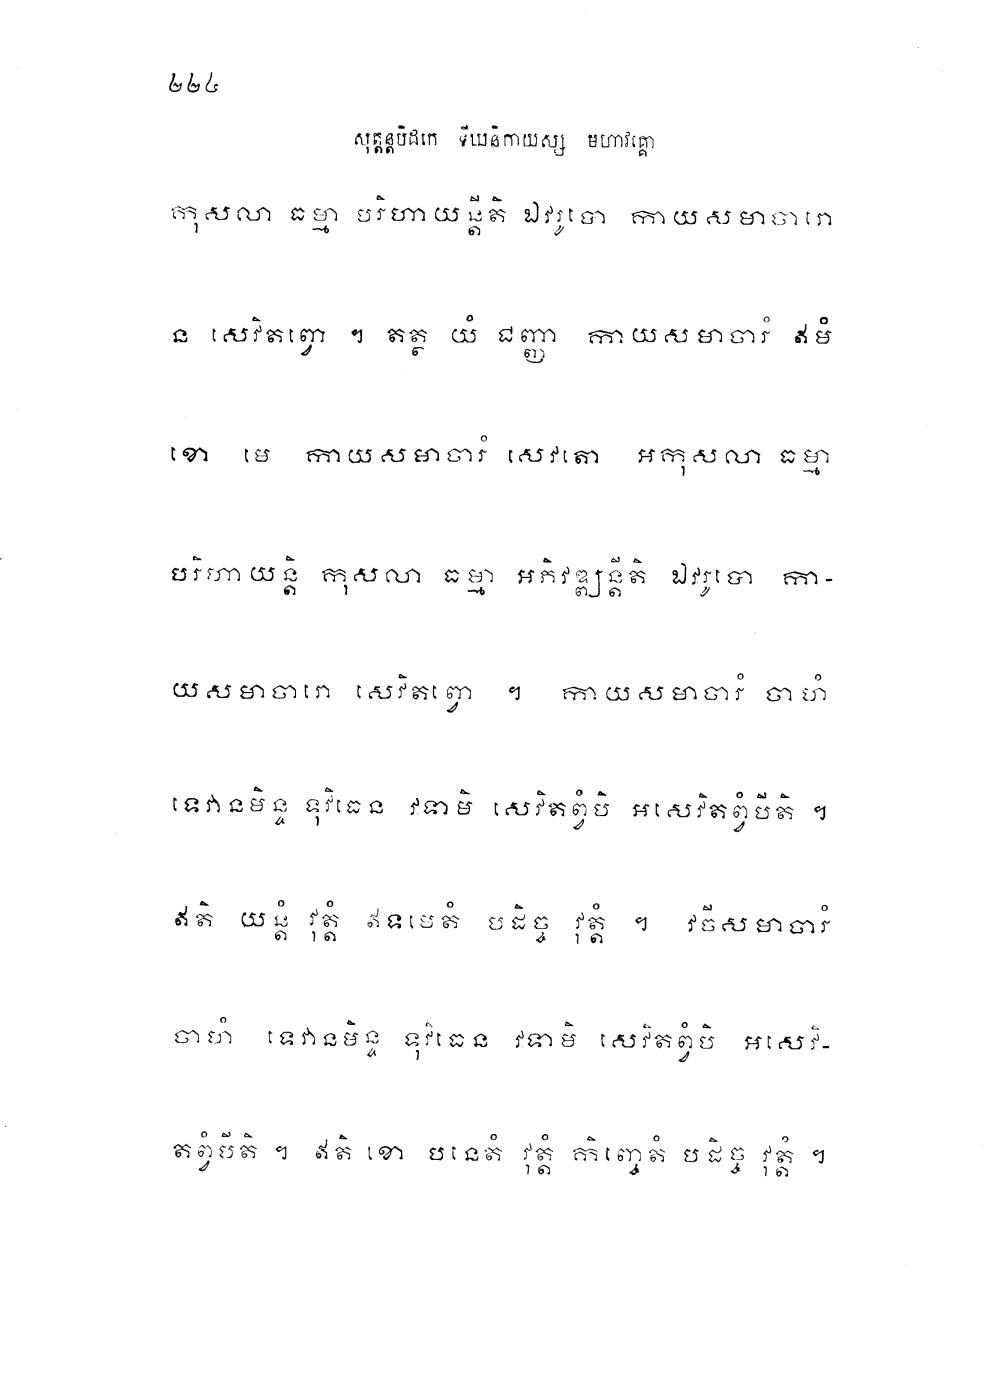 ២២៤
សុត្តន្តបិដកេ ទីឃនិកាយស្ស មហាវគ្គោ
កុសលា ធម្មា បរិហាយន្តីតិ ឯវរូបោ កាយសមាចារោ
ន សេវិតព្វោ ។ តត្ថ យំ ជញ្ញា កាយសមាចារំ ឥមំ
ខោ មេ កាយសមាចារំ សេវតោ អកុសលា ធម្មា
បរិហាយន្តិ កុសលា ធម្មា អភិវឌ្ឍន្តីតិ ឯវរូបោ កា-
យសមាចារោ សេវិតព្វោ ។ កាយសមាចារំ ចាហំ
ទេវានមិន្ទ ទុវិធេន វទាមិ សេវិតព្វំបិ អសេវិតព្វំបីតិ ។
ឥតិ យន្តំ វុត្តំ ឥទមេតំ បដិច្ច វុត្តំ ។ វចីសមាចារំ
ចាហំ ទេវានមិន្ទ ទុវិធេន វទាមិ សេវិតព្វំបិ អសេវិ-
តព្វំបីតិ ។ ឥតិ ខោ បនេតំ វុត្តំ កិញ្ចេតំ បដិច្ច វុត្តំ ។